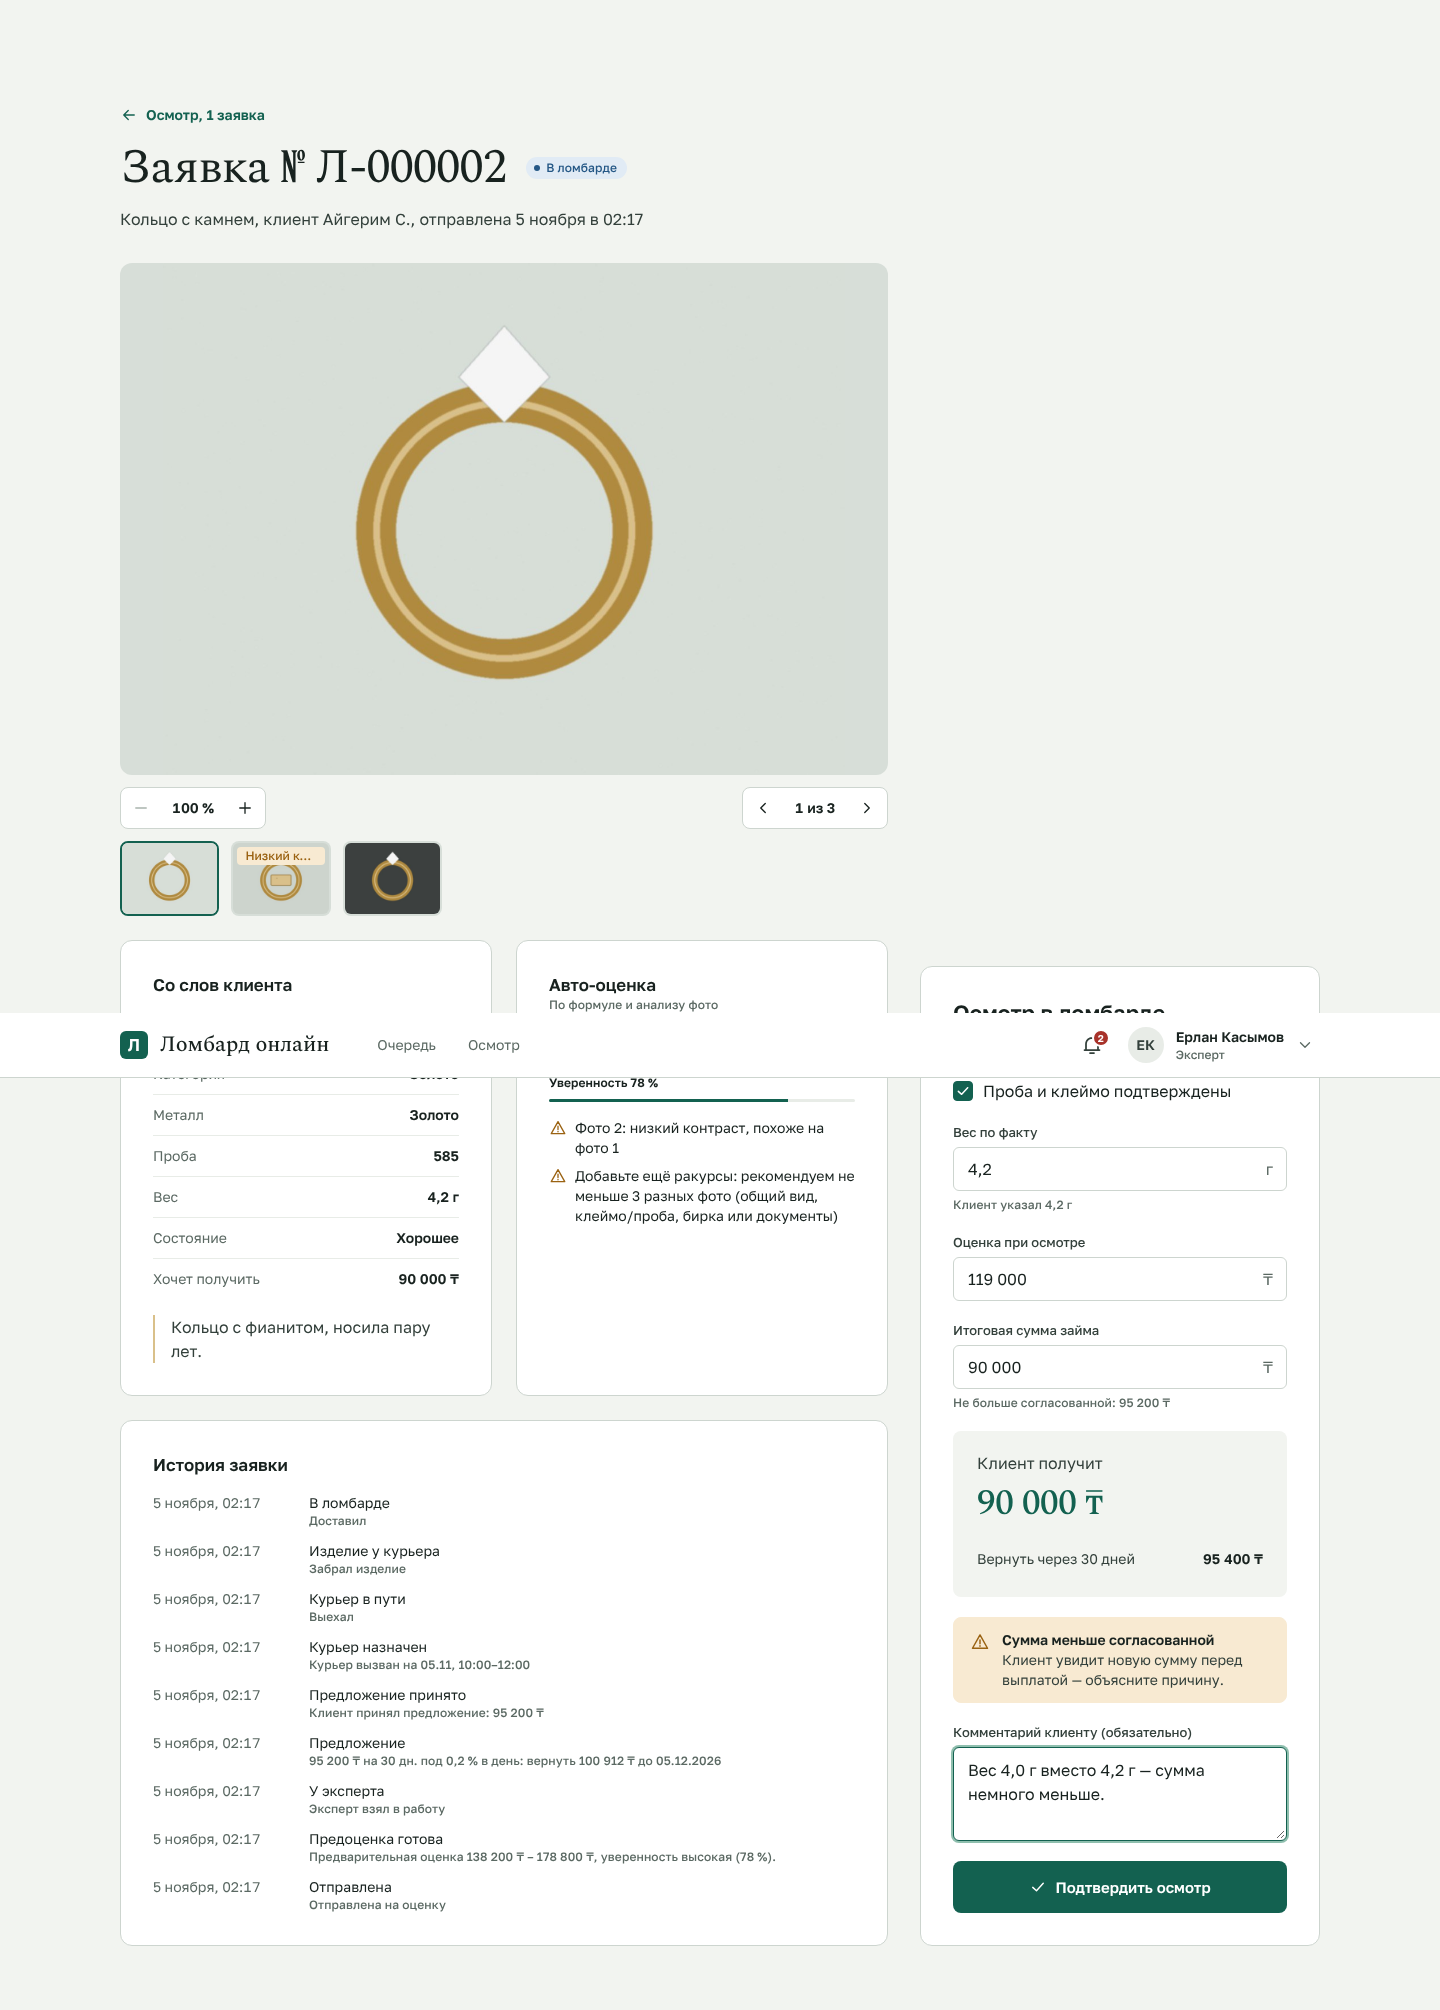 Осмотр, 1 заявка
Заявка № Л-000002
В ломбарде
Кольцо с камнем, клиент Айгерим С., отправлена 5 ноября в 02:17
100 %
1 из 3
Низкий к...
Со слов клиента
Авто-оценка
По формуле и анализу фото
Осмотр в ломбарде
Л
Ломбард онлайн
Очередь
Осмотр
2
ЕК
Ерлан Касымов
Эксперт
Категория
Золото
Металл
Золото
Проба
585
Вес
4,2 г
Состояние
Хорошее
Хочет получить
90 000 ₸
Кольцо с фианитом, носила пару
лет.
Уверенность 78 %
Фото 2: низкий контраст, похоже на
фото 1
Добавьте ещё ракурсы: рекомендуем не
меньше 3 разных фото (общий вид,
клеймо/проба, бирка или документы)
История заявки
5 ноября, 02:17
В ломбарде
Доставил
5 ноября, 02:17
Изделие у курьера
Забрал изделие
5 ноября, 02:17
Курьер в пути
Выехал
5 ноября, 02:17
Курьер назначен
Курьер вызван на 05.11, 10:00–12:00
5 ноября, 02:17
Предложение принято
Клиент принял предложение: 95 200 ₸
5 ноября, 02:17
Предложение
95 200 ₸ на 30 дн. под 0,2 % в день: вернуть 100 912 ₸ до 05.12.2026
5 ноября, 02:17
У эксперта
Эксперт взял в работу
5 ноября, 02:17
Предоценка готова
Предварительная оценка 138 200 ₸ – 178 800 ₸, уверенность высокая (78 %).
5 ноября, 02:17
Отправлена
Отправлена на оценку
Проба и клеймо подтверждены
Вес по факту
4,2
г
Клиент указал 4,2 г
Оценка при осмотре
119 000
₸
Итоговая сумма займа
90 000
₸
Не больше согласованной: 95 200 ₸
Клиент получит
90 000 ₸
Вернуть через 30 дней
95 400 ₸
Сумма меньше согласованной
Клиент увидит новую сумму перед
выплатой — объясните причину.
Комментарий клиенту (обязательно)
Вес 4,0 г вместо 4,2 г — сумма
немного меньше.
Подтвердить осмотр